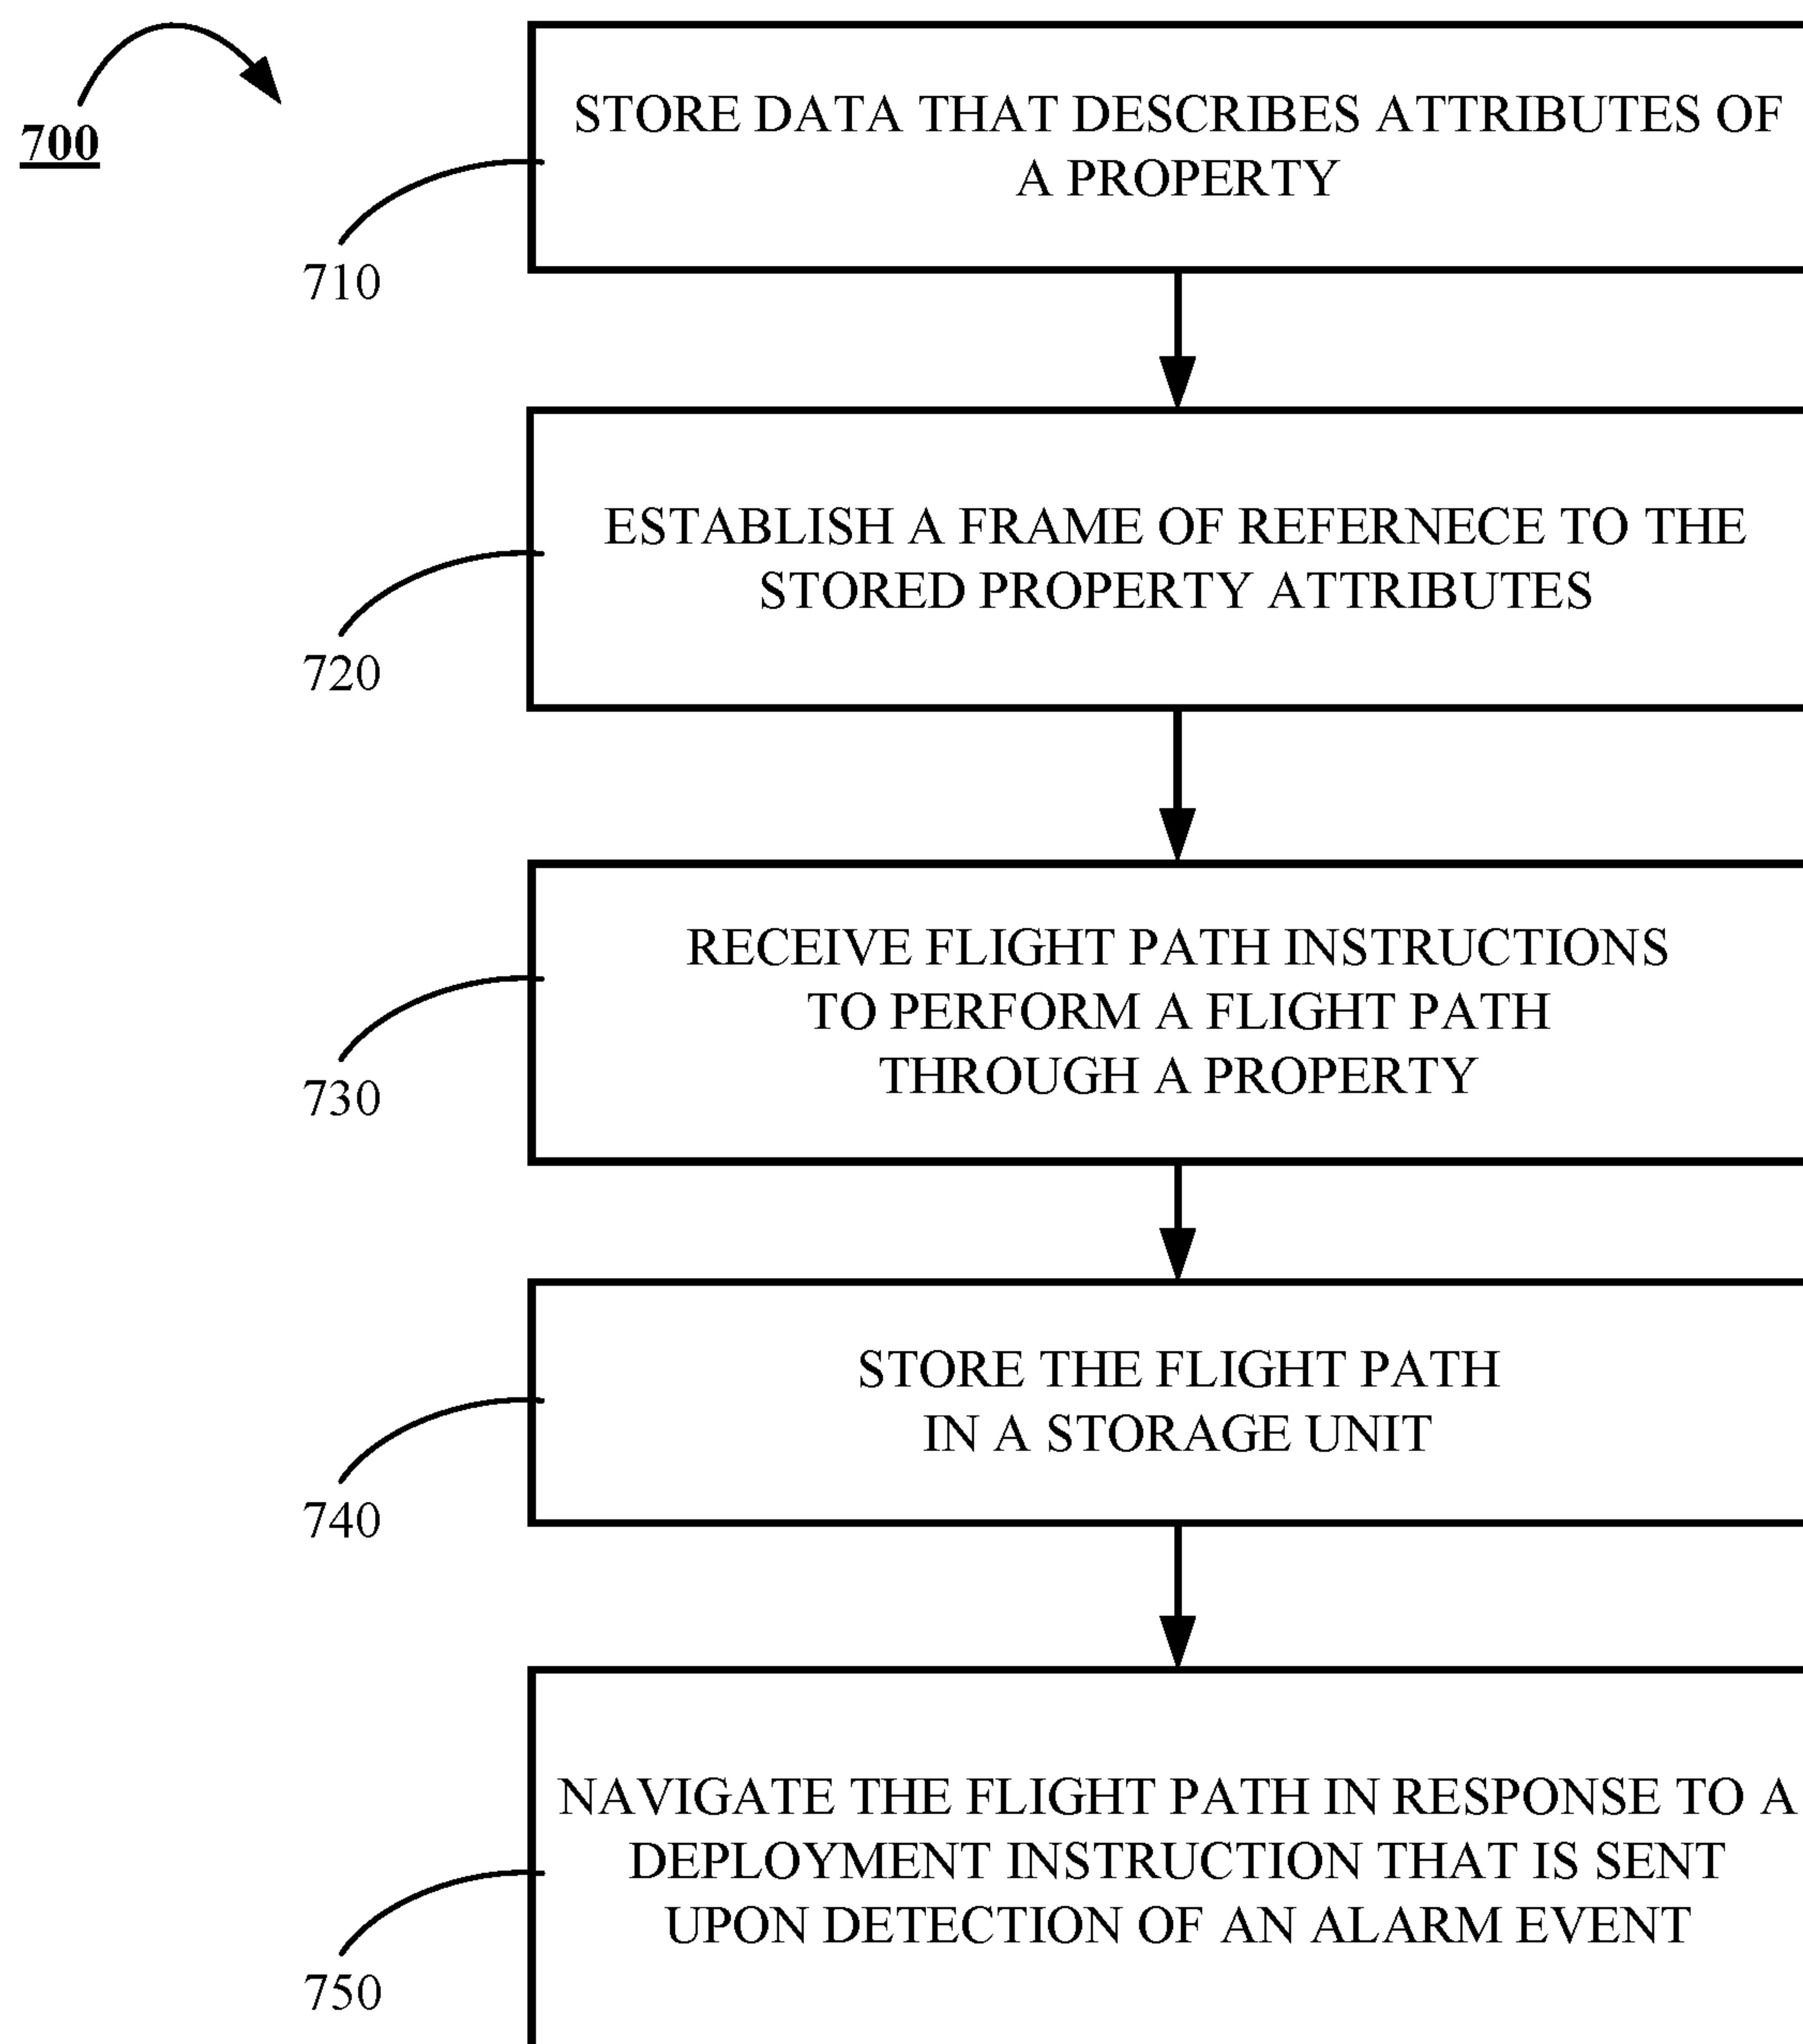 700
STORE DATA THAT DESCRIBES ATTRIBUTES OF
A PROPERTY
710
ESTABLISH A FRAME OF REFERNECE TO THE
STORED PROPERTY ATTRIBUTES
720
RECEIVE FLIGHT PATH INSTRUCTIONS
TO PERFORM A FLIGHT PATH
THROUGH A PROPERTY
730
STORE THE FLIGHT PATH
IN A STORAGE UNIT
740
NAVIGATE THE FLIGHT PATH IN RESPONSE TO A
DEPLOYMENT INSTRUCTION THAT IS SENT
UPON DETECTION OF AN ALARM EVENT
750